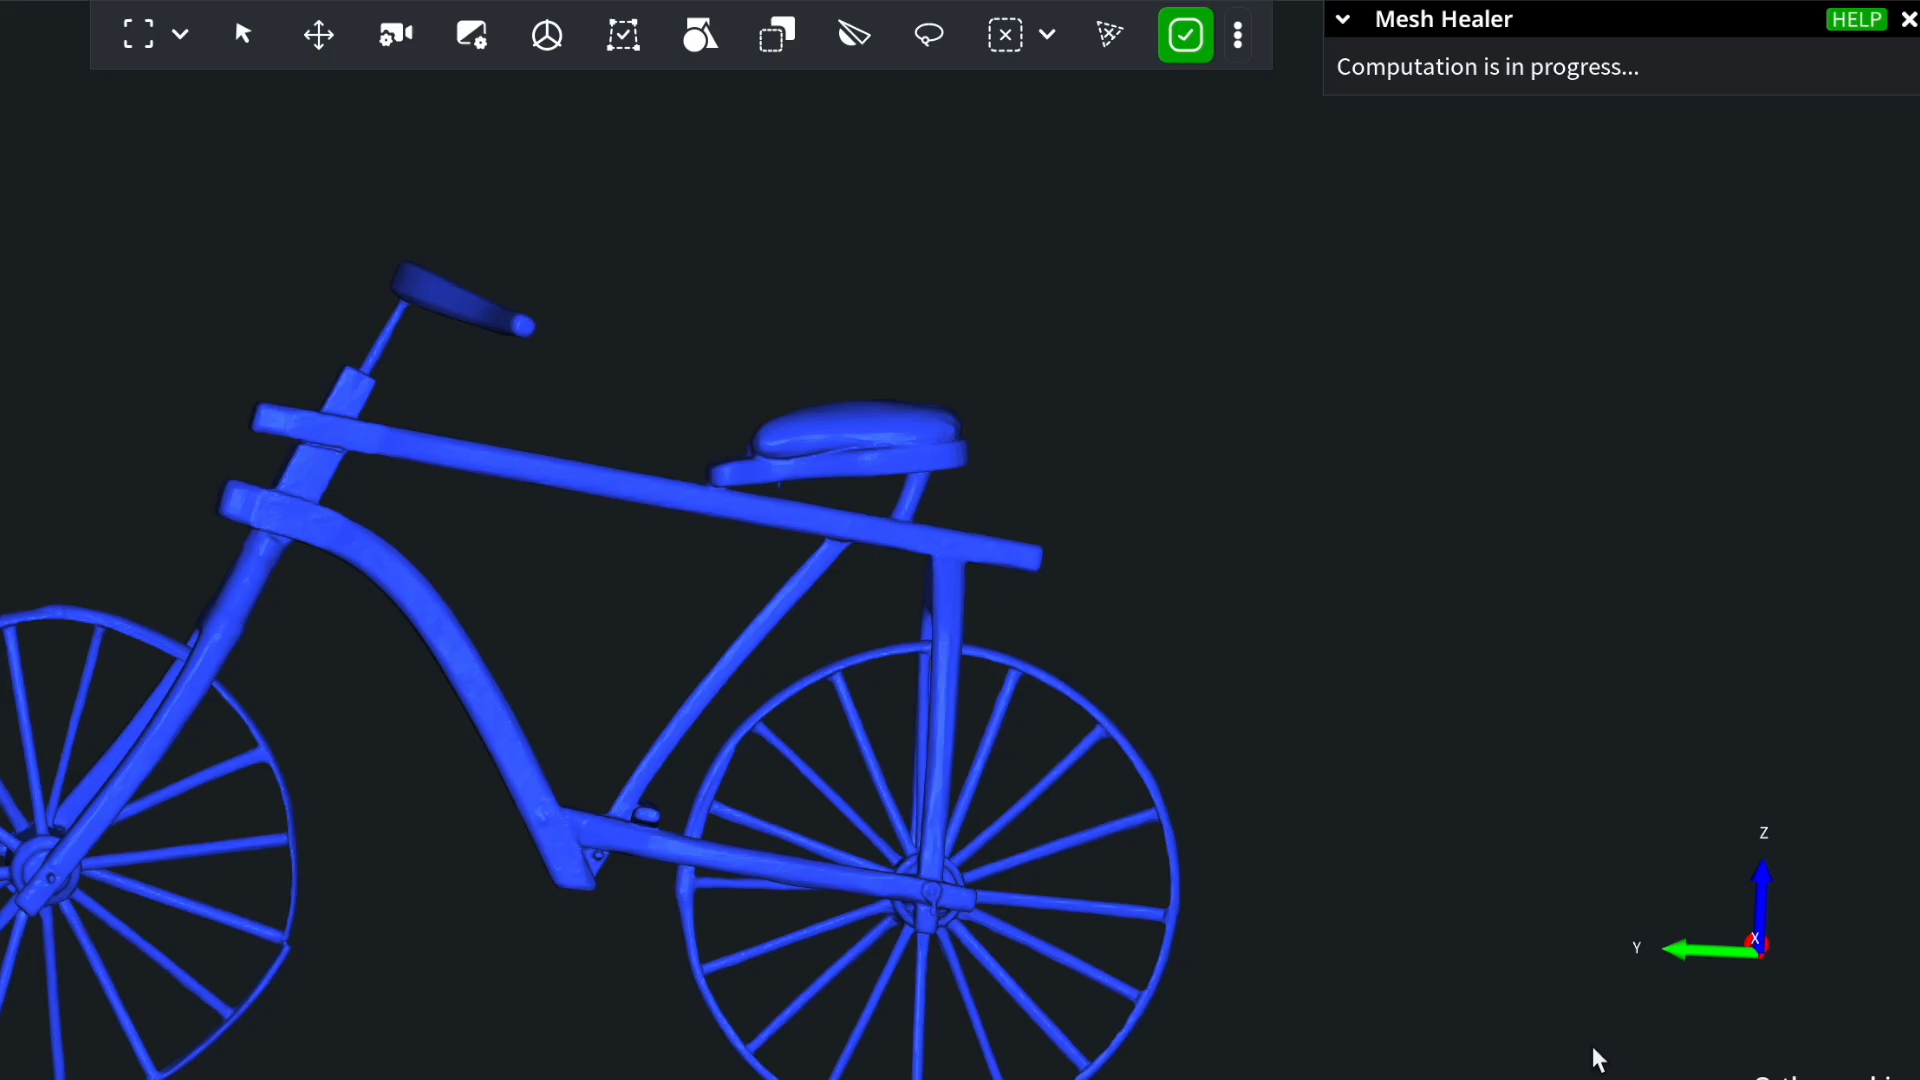 Mesh Healer
HELP
Computation is in progress...
Z
X
Y